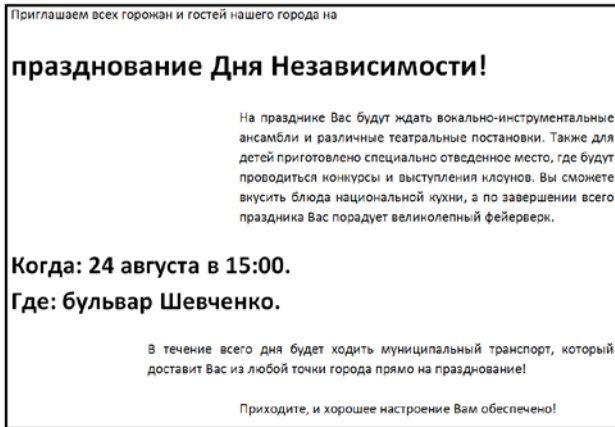 Приглашаем всех горожан и гостей нашего города на
празднование Дня Независимости!
На празднике Вас будут ждать вокально-инструментальные
ансамбли и различные театральные постановки. Также для
детей приготовлено специально отведенное место, где будут
проводиться конкурсы и выступления клоунов. Вы сможете
вкусить блюда национальной кухни, а по завершении всего
праздника Вас порадует великолепный фейерверк.
Когда: 24 августа в 15:00.
Где: бульвар Шевченко.
В течение всего дня будет ходить муниципальный транспорт, который
доставит Вас из любой точки города прямо на празднование!
Приходите, и хорошее настроение Вам обеспечено!